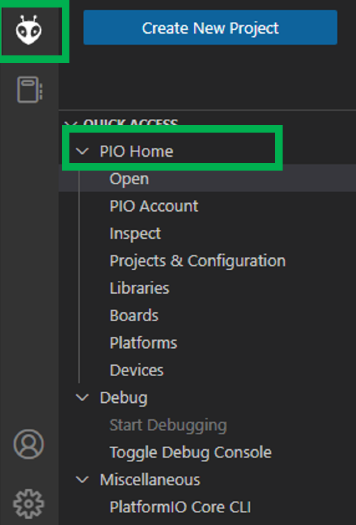 Create New Project
QUICK ACCESS
PIO Home
Open
PIO Account
Inspect
Projects & Configuration
Libraries
Boards
Platforms
Devices
Debug
Start Debugging
Toggle Debug Console
Miscellaneous
PlatformIO Core CLI